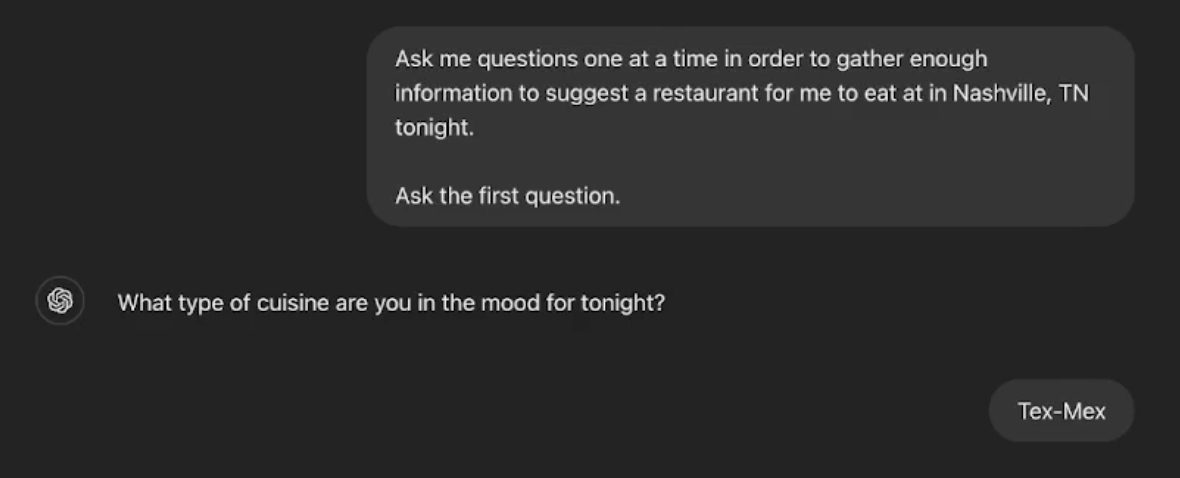 Ask me questions one at a time in order to gather enough
information to suggest a restaurant for me to eat at in Nashville, TN
tonight.
Ask the first question.
What type of cuisine are you in the mood for tonight?
Tex-Mex